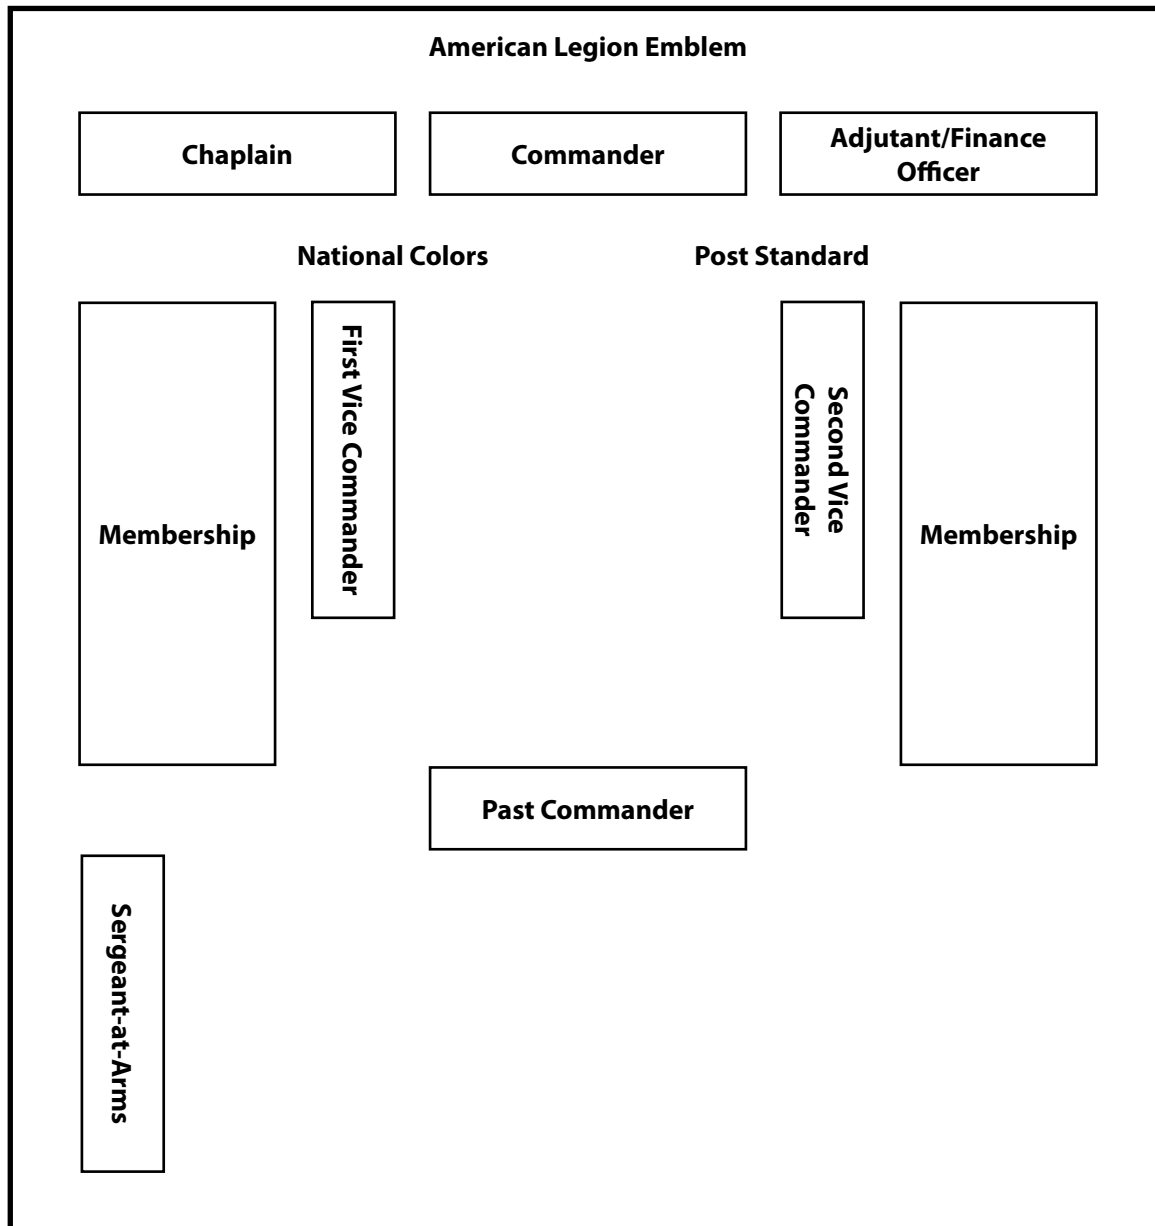 American Legion Emblem
Chaplain
Commander
Adjutant/Finance
Officer
National Colors
Post Standard
Membership
First Vice Commander
Second Vice
Commander
Membership
Past Commander
Sergeant-at-Arms